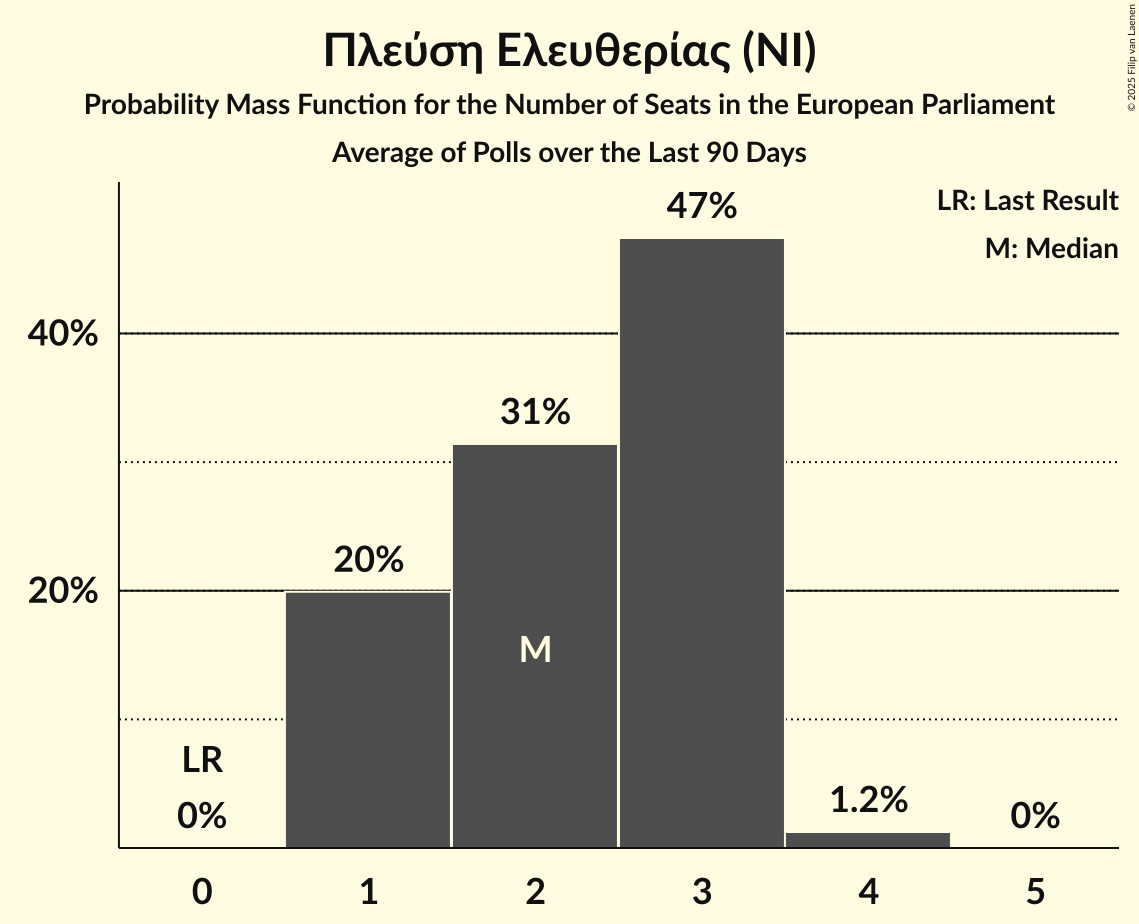 Πλεύση Ελευθερίας (NI)
Probability Mass Function for the Number of Seats in the European Parliament
Average of Polls over the Last 90 Days
© 2025 Filip van Laenen
LR: Last Result
M: Median
47%
40%
31%
20%
20%
M
LR
0%
1.2%
0%
0 1 2 3 4 5